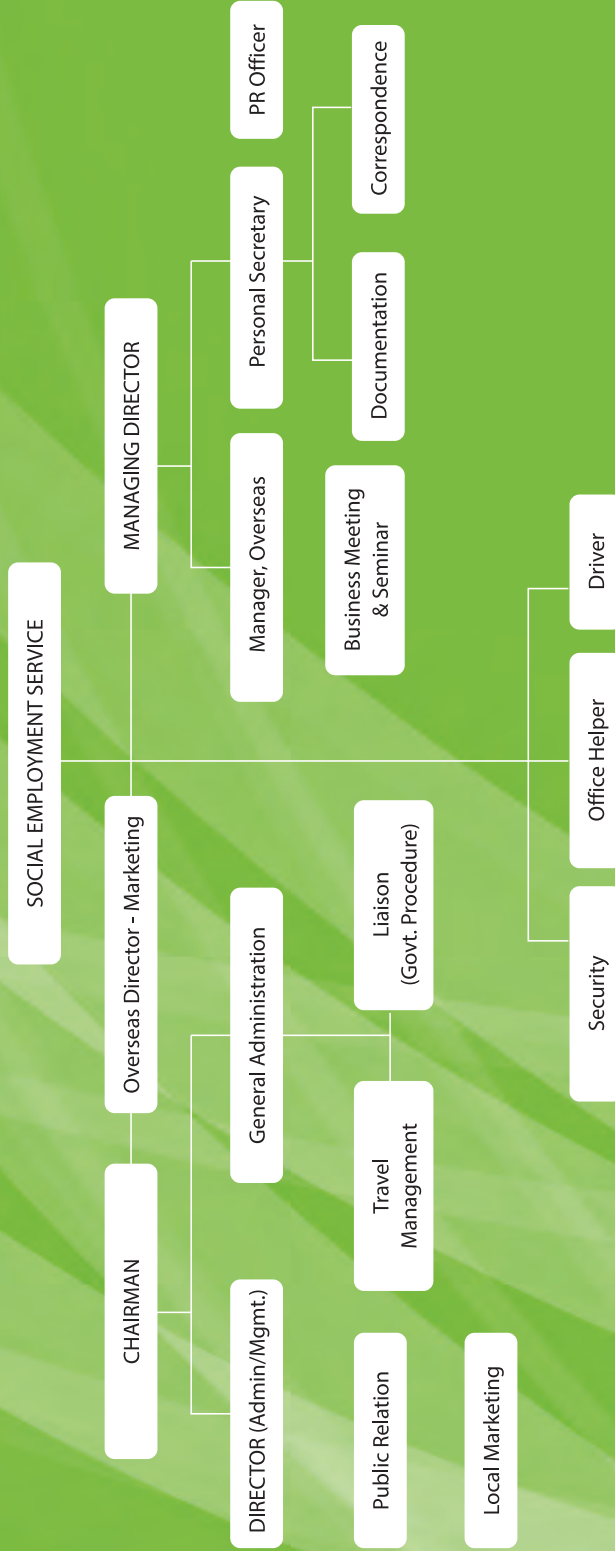 SOCIAL EMPLOYMENT SERVICE
CHAIRMAN
Overseas Director - Marketing
MANAGING DIRECTOR
DIRECTOR (Admin/Mgmt.)
General Administration
Manager, Overseas
Personal Secretary
PR Officer
Public Relation
Travel
Management
Liaison
(Govt. Procedure)
Business Meeting
& Seminar
Documentation
Correspondence
Local Marketing
Security
Office Helper
Driver